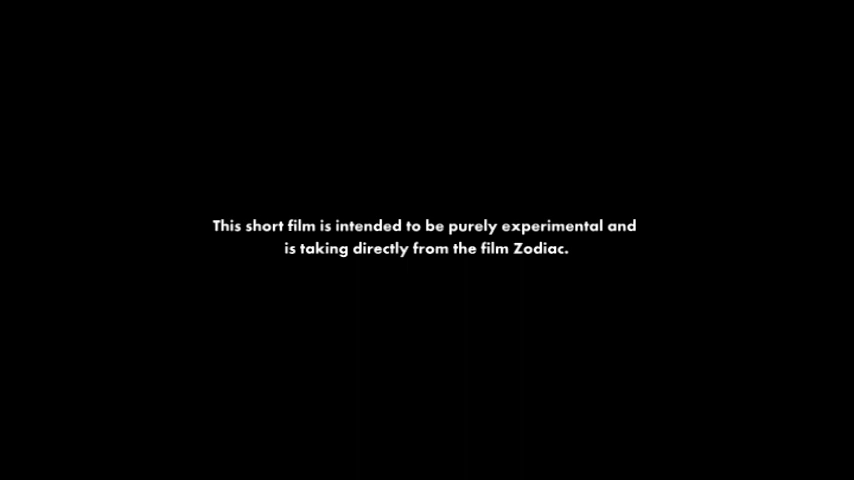 This short film is intended to be purely experimental and
is taking directly from the film Zodiac.